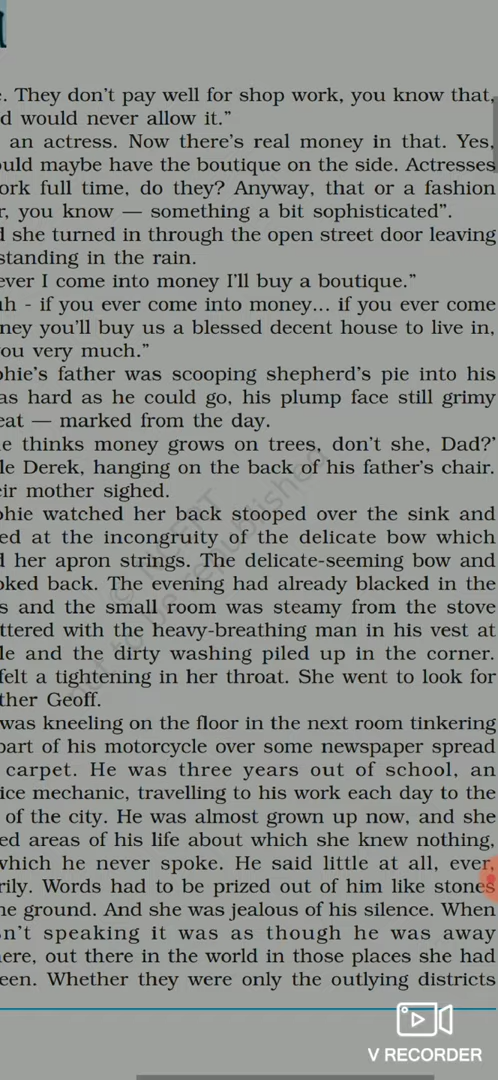 e. They don't pay well for shop work, you know that,
d would never allow it."
an actress. Now there's real money in that. Yes,
ould maybe have the boutique on the side. Actresses
ork full time, do they? Anyway, that or a fashion
r, you know — something a bit sophisticated".
d she turned in through the open street door leaving
standing in the rain.
ever I come into money I'll buy a boutique."
ah - if you ever come into money... if you ever come
ney you'll buy us a blessed decent house to live in,
ou very much."
phie's father was scooping shepherd's pie into his
as hard as he could go, his plump face still grimy
eat — marked from the day.
e thinks money grows on trees, don't she, Dad?'
le Derek, hanging on the back of his father's chair.
eir mother sighed.
phie watched her back stooped over the sink and
ed at the incongruity of the delicate bow which
d her apron strings. The delicate-seeming bow and
oked back. The evening had already blacked in the
s and the small room was steamy from the stove
ttered with the heavy-breathing man in his vest at
le and the dirty washing piled up in the corner.
felt a tightening in her throat. She went to look for
ther Geoff.
was kneeling on the floor in the next room tinkering
part of his motorcycle over some newspaper spread
carpet. He was three years out of school, an
ice mechanic, travelling to his work each day to the
of the city. He was almost grown up now, and she
ed areas of his life about which she knew nothing,
which he never spoke. He said little at all, ever,
rily. Words had to be prized out of him like stones
ne ground. And she was jealous of his silence. When
sn't speaking it was as though he was away
here, out there in the world in those places she had
een. Whether they were only the outlying districts
© NCERT
not to be republished
V RECORDER